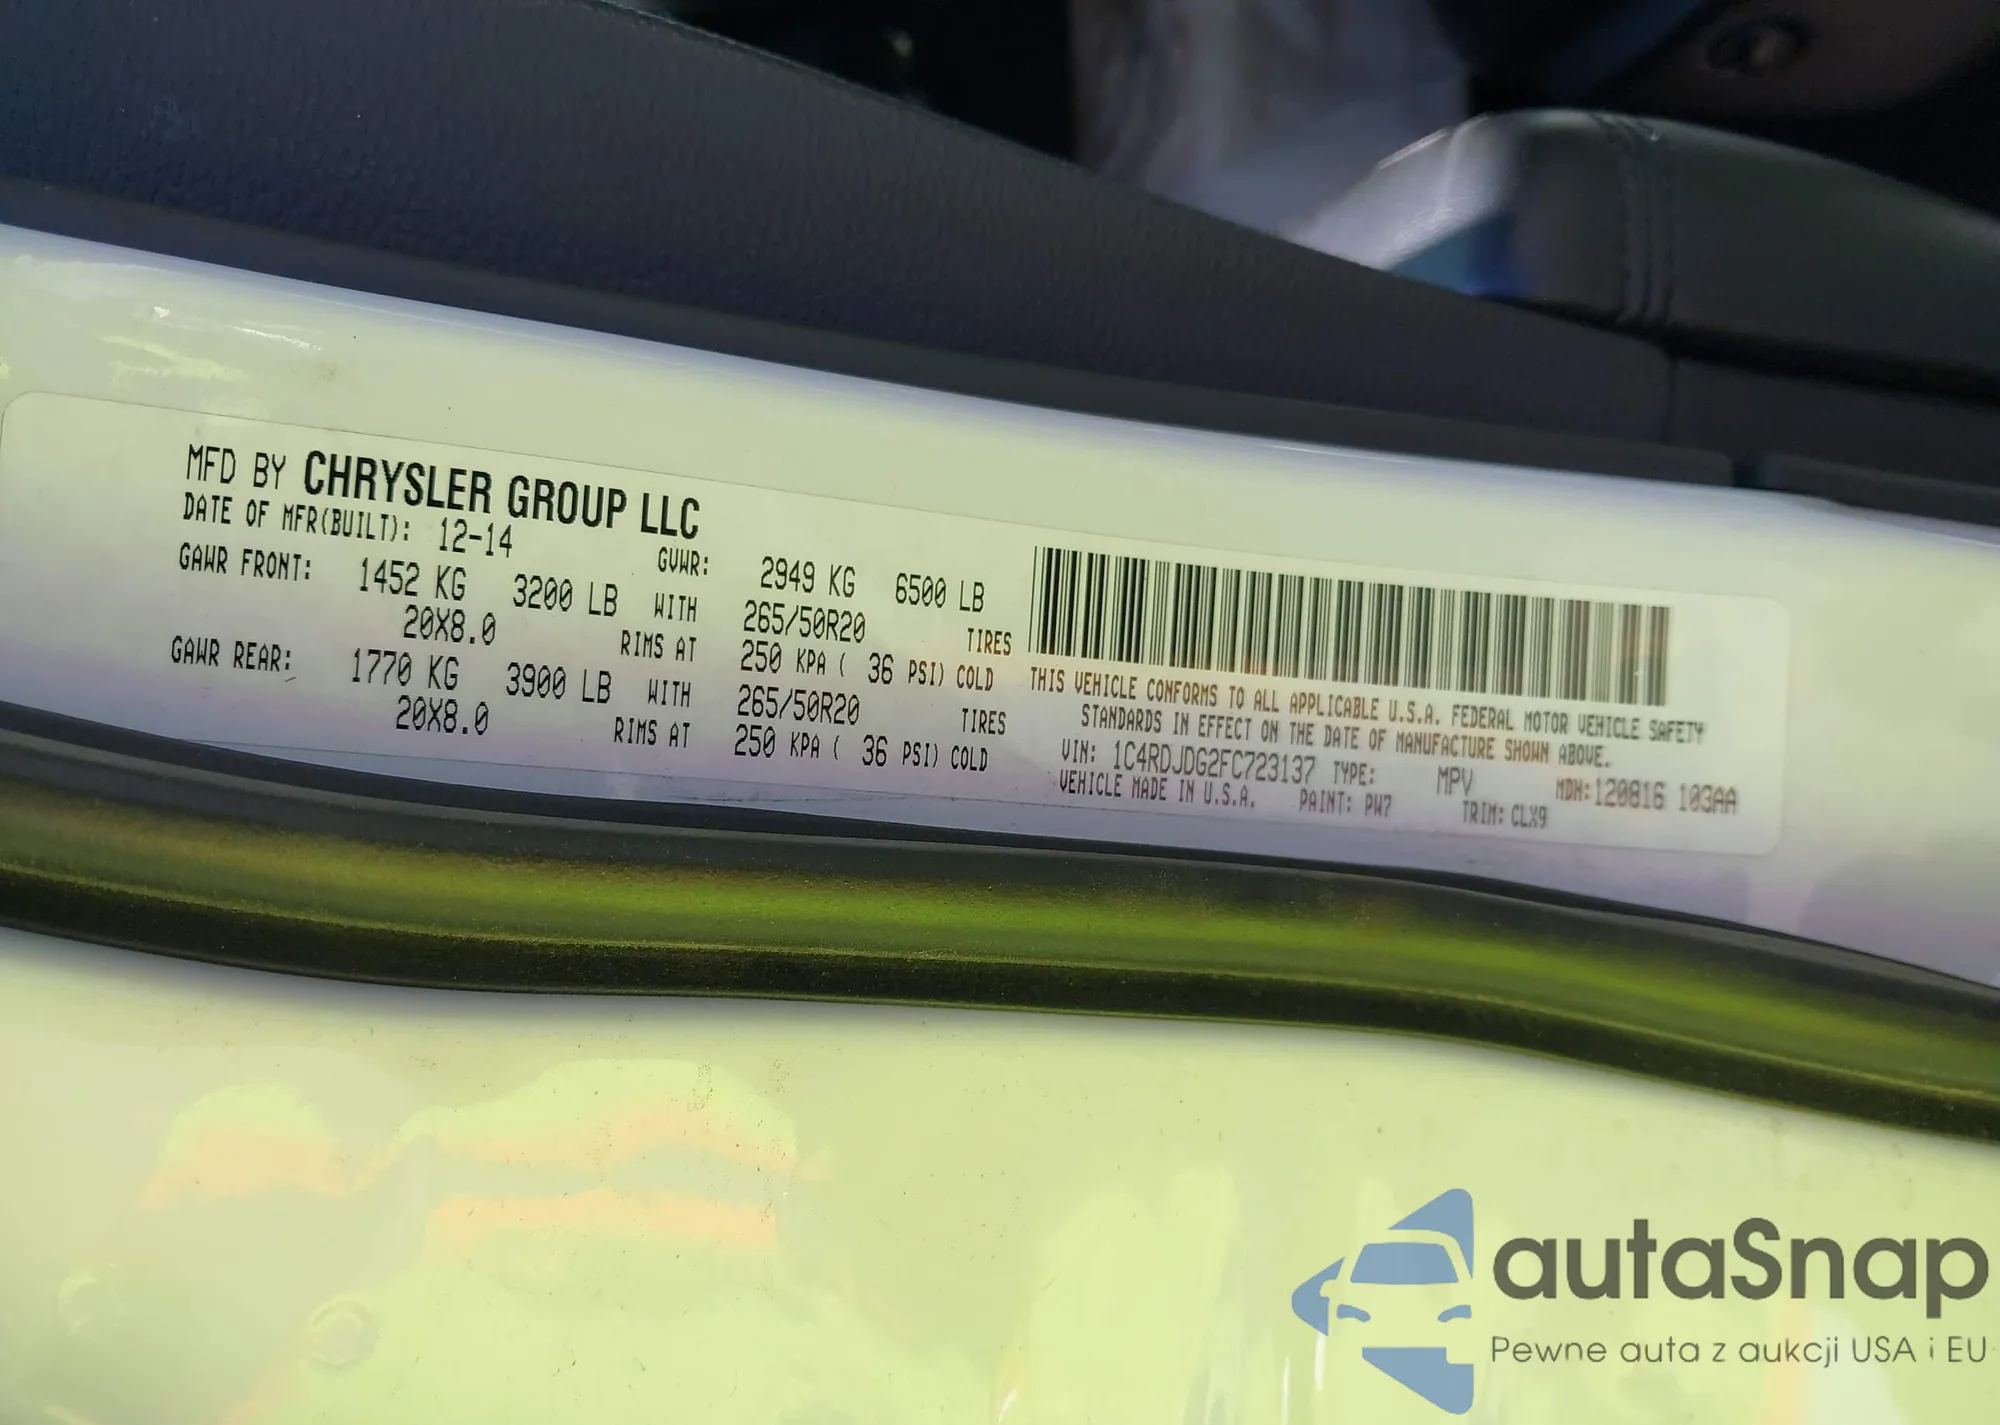 MFD BY CHRYSLER GROUP LLC
DATE OF MFR(BUILT): 12-14 GVWR: 2949 KG 6500 LB
GAWR FRONT: 1452 KG 3200 LB WITH 265/50R20 TIRES
20X8.0 RIMS AT 250 KPA ( 36 PSI) COLD
GAWR REAR: 1770 KG 3900 LB WITH 265/50R20 TIRES
20X8.0 RIMS AT 250 KPA ( 36 PSI) COLD
THIS VEHICLE CONFORMS TO ALL APPLICABLE U.S.A. FEDERAL MOTOR VEHICLE SAFETY
STANDARDS IN EFFECT ON THE DATE OF MANUFACTURE SHOWN ABOVE.
VIN: 1C4RDJDG2FC723137 TYPE: MPV MDH: 120816 103AA
VEHICLE MADE IN U.S.A. PAINT: PW7 TRIM: CLX9
autaSnap
Pewne auta z aukcji USA i EU